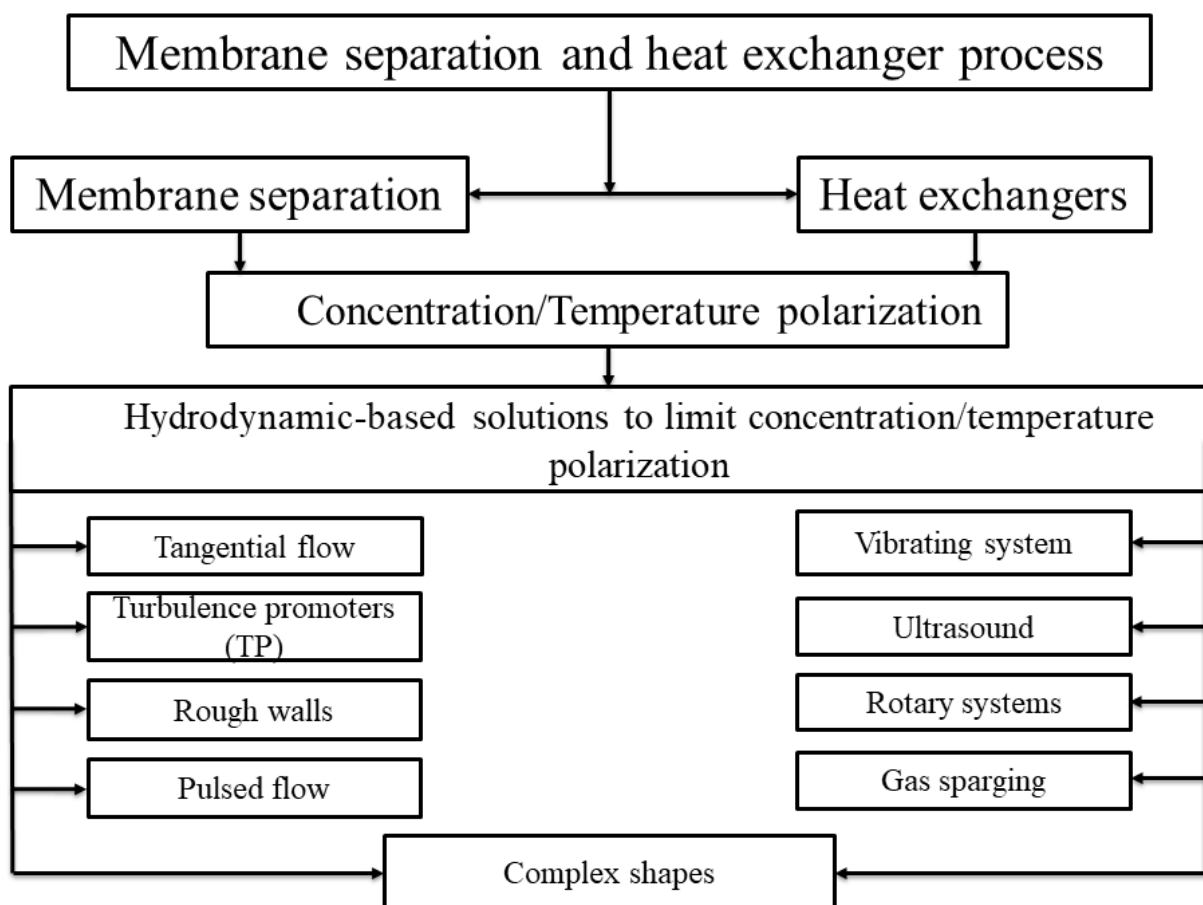 Membrane separation and heat exchanger process
Membrane separation
Heat exchangers
Concentration/Temperature polarization
Hydrodynamic-based solutions to limit concentration/temperature
polarization
Tangential flow
Turbulence promoters
(TP)
Rough walls
Pulsed flow
Vibrating system
Ultrasound
Rotary systems
Gas sparging
Complex shapes